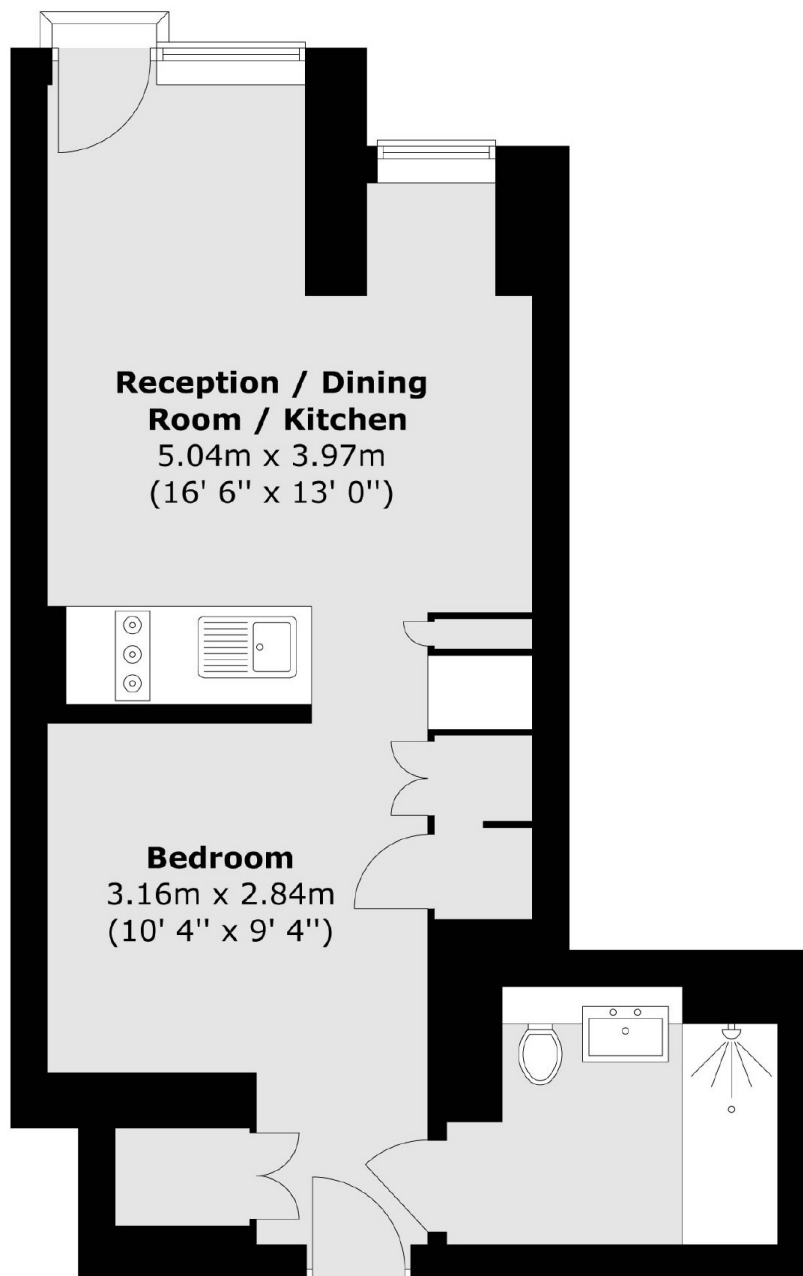 Reception / Dining
Room / Kitchen
5.04m x 3.97m
(16' 6'' x 13' 0'')
Bedroom
3.16m x 2.84m
(10' 4'' x 9' 4'')